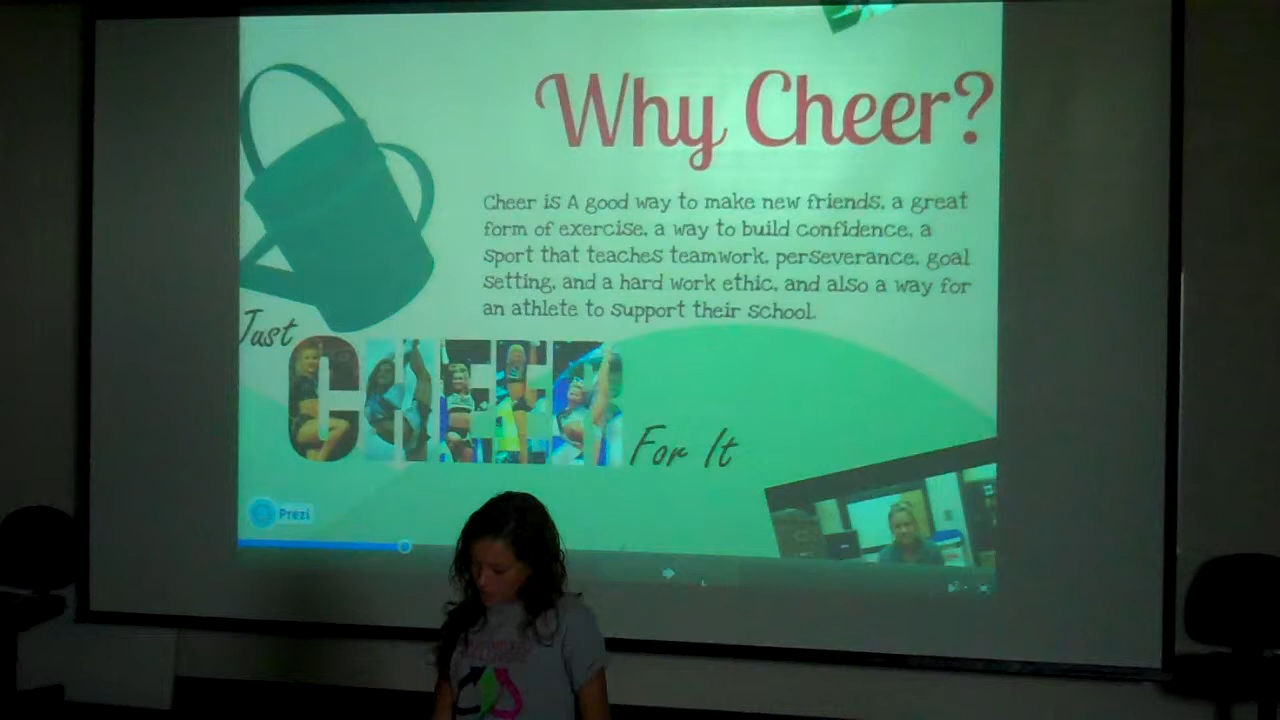 Why Cheer?
Cheer is A good way to make new friends, a great
form of exercise, a way to build confidence, a
sport that teaches teamwork, perseverance, goal
setting, and a hard work ethic, and also a way for
an athlete to support their school.
Just
CHEER
For It
Prezi